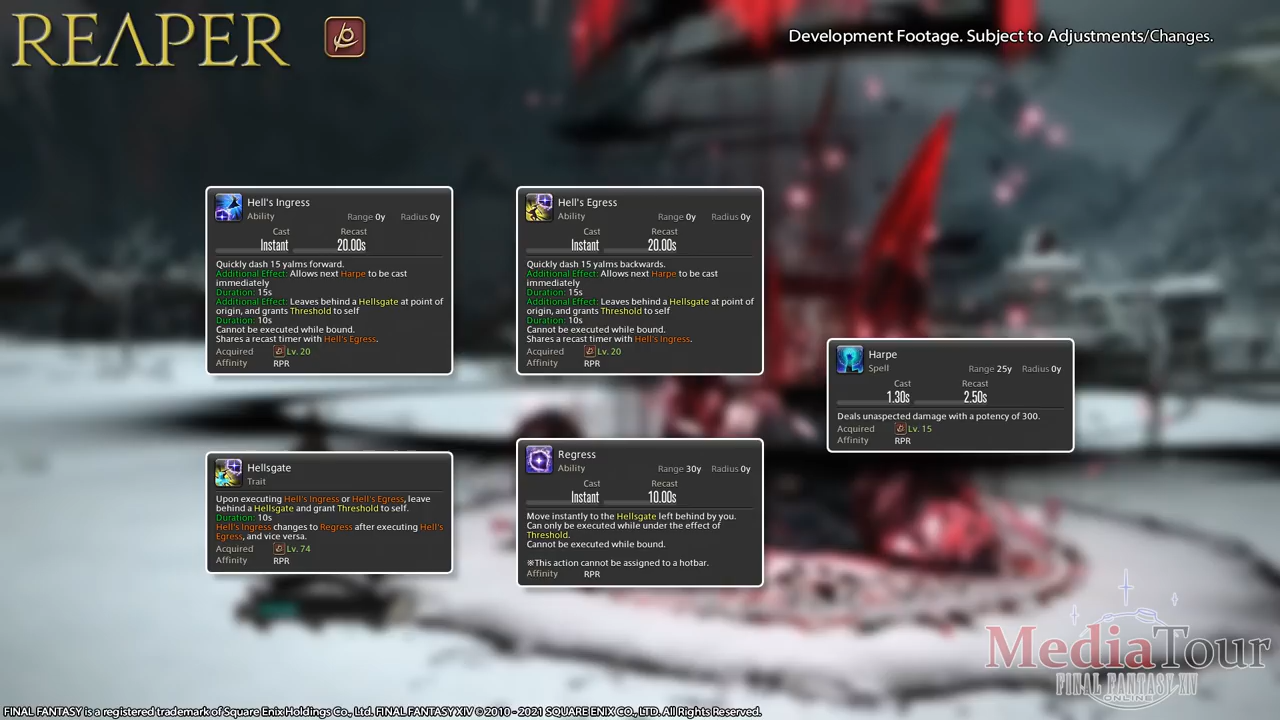 REAPER
Development Footage. Subject to Adjustments/Changes.
Hell's Ingress
Ability
Range 0y Radius 0y
Cast Recast
Instant 20.00s
Quickly dash 15 yalms forward.
Additional Effect: Allows next Harpe to be cast
immediately
Duration: 15s
Additional Effect: Leaves behind a Hellsgate at point of
origin, and grants Threshold to self
Duration: 10s
Cannot be executed while bound.
Shares a recast timer with Hell's Egress.
Acquired Lv. 20
Affinity RPR
Hell's Egress
Ability
Range 0y Radius 0y
Cast Recast
Instant 20.00s
Quickly dash 15 yalms backwards.
Additional Effect: Allows next Harpe to be cast
immediately
Duration: 15s
Additional Effect: Leaves behind a Hellsgate at point of
origin, and grants Threshold to self
Duration: 10s
Cannot be executed while bound.
Shares a recast timer with Hell's Ingress.
Acquired Lv. 20
Affinity RPR
Harpe
Spell
Range 25y Radius 0y
Cast Recast
1.30s 2.50s
Deals unaspected damage with a potency of 300.
Acquired Lv. 15
Affinity RPR
Hellsgate
Trait
Upon executing Hell's Ingress or Hell's Egress, leave
behind a Hellsgate and grant Threshold to self.
Duration: 10s
Hell's Ingress changes to Regress after executing Hell's
Egress, and vice versa.
Acquired Lv. 74
Affinity RPR
Regress
Ability
Range 30y Radius 0y
Cast Recast
Instant 10.00s
Move instantly to the Hellsgate left behind by you.
Can only be executed while under the effect of
Threshold.
Cannot be executed while bound.
※This action cannot be assigned to a hotbar.
Affinity RPR
MediaTour
FINAL FANTASY XIV
ONLINE
FINAL FANTASY is a registered trademark of Square Enix Holdings Co., Ltd. FINAL FANTASY XIV © 2010 - 2021 SQUARE ENIX CO., LTD. All Rights Reserved.